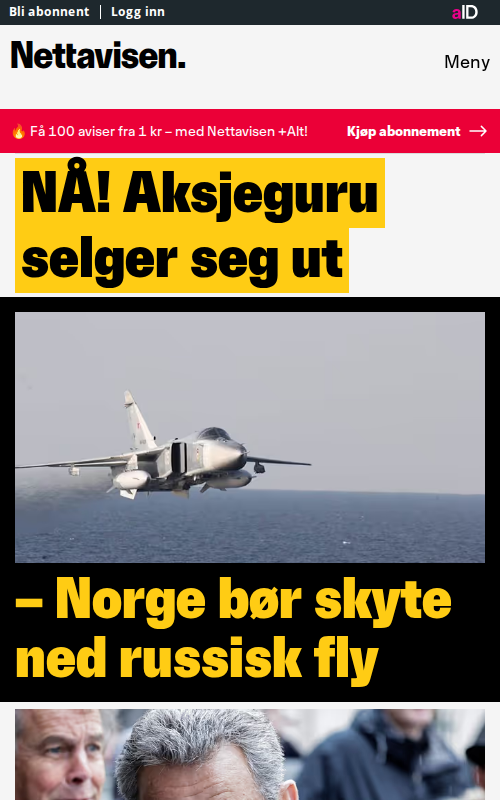 Bli abonnent | Logg inn
aID
Nettavisen.
Meny
🔥 Få 100 aviser fra 1 kr – med Nettavisen +Alt!
Kjøp abonnement →
NÅ! Aksjeguru
selger seg ut
– Norge bør skyte
ned russisk fly